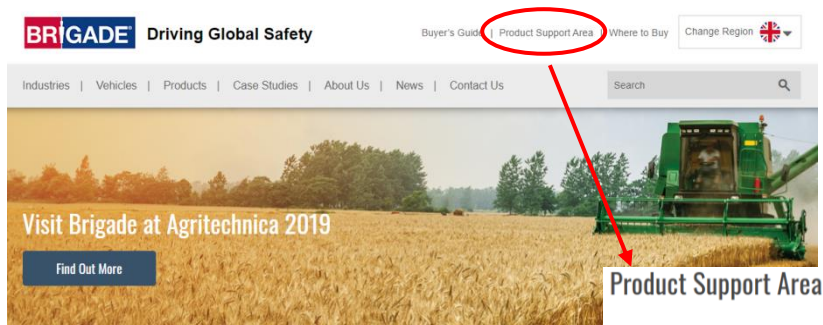 BRIGADE Driving Global Safety
Buyer's Guide | Product Support Area | Where to Buy Change Region
Industries | Vehicles | Products | Case Studies | About Us | News | Contact Us Search
Visit Brigade at Agritechnica 2019
Find Out More
Product Support Area